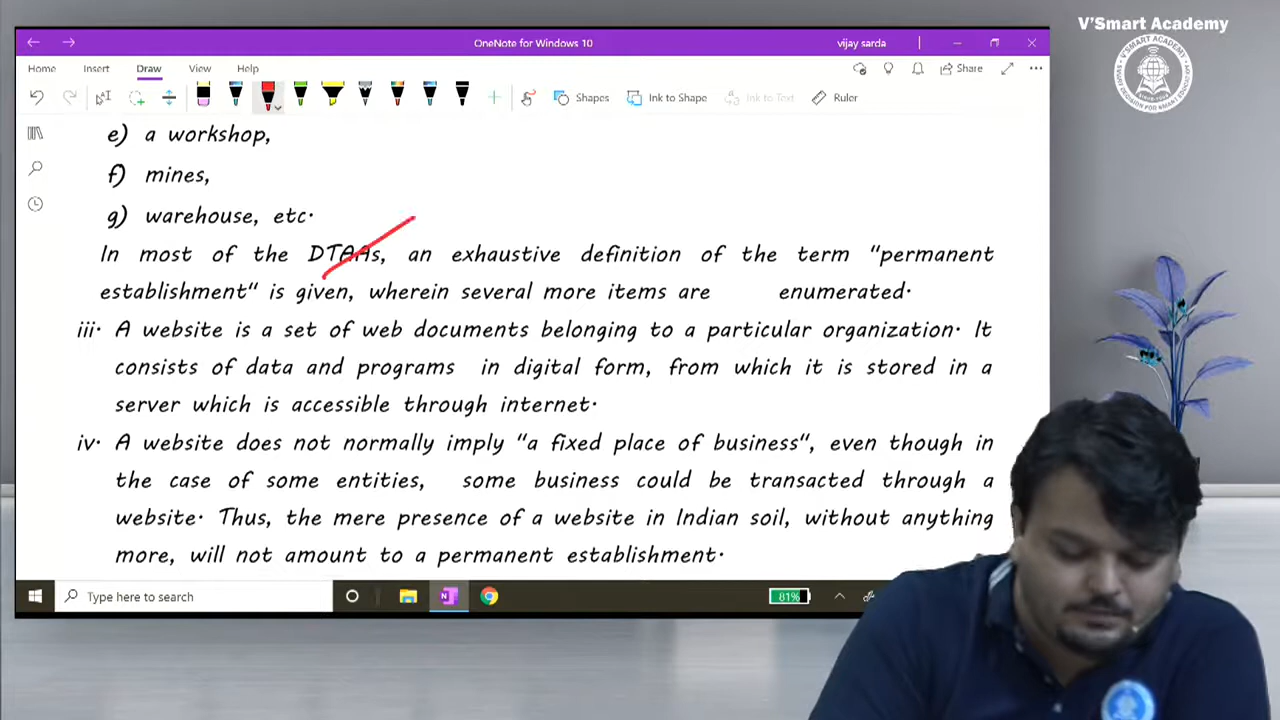 V'Smart Academy
OneNote for Windows 10
vijay sarda
Home Insert Draw View Help
Share
Shapes Ink to Shape Ink to Text Ruler
e) a workshop,
f) mines,
g) warehouse, etc.
In most of the DTAAs, an exhaustive definition of the term "permanent
establishment" is given, wherein several more items are enumerated.
iii. A website is a set of web documents belonging to a particular organization. It
consists of data and programs in digital form, from which it is stored in a
server which is accessible through internet.
iv. A website does not normally imply "a fixed place of business", even though in
the case of some entities, some business could be transacted through a
website. Thus, the mere presence of a website in Indian soil, without anything
more, will not amount to a permanent establishment.
Type here to search
81%